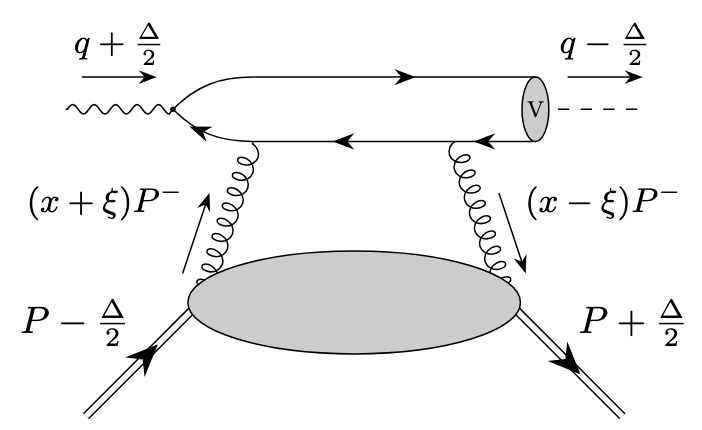 q + Δ/2
q − Δ/2
V
(x + ξ)P⁻
(x − ξ)P⁻
P − Δ/2
P + Δ/2